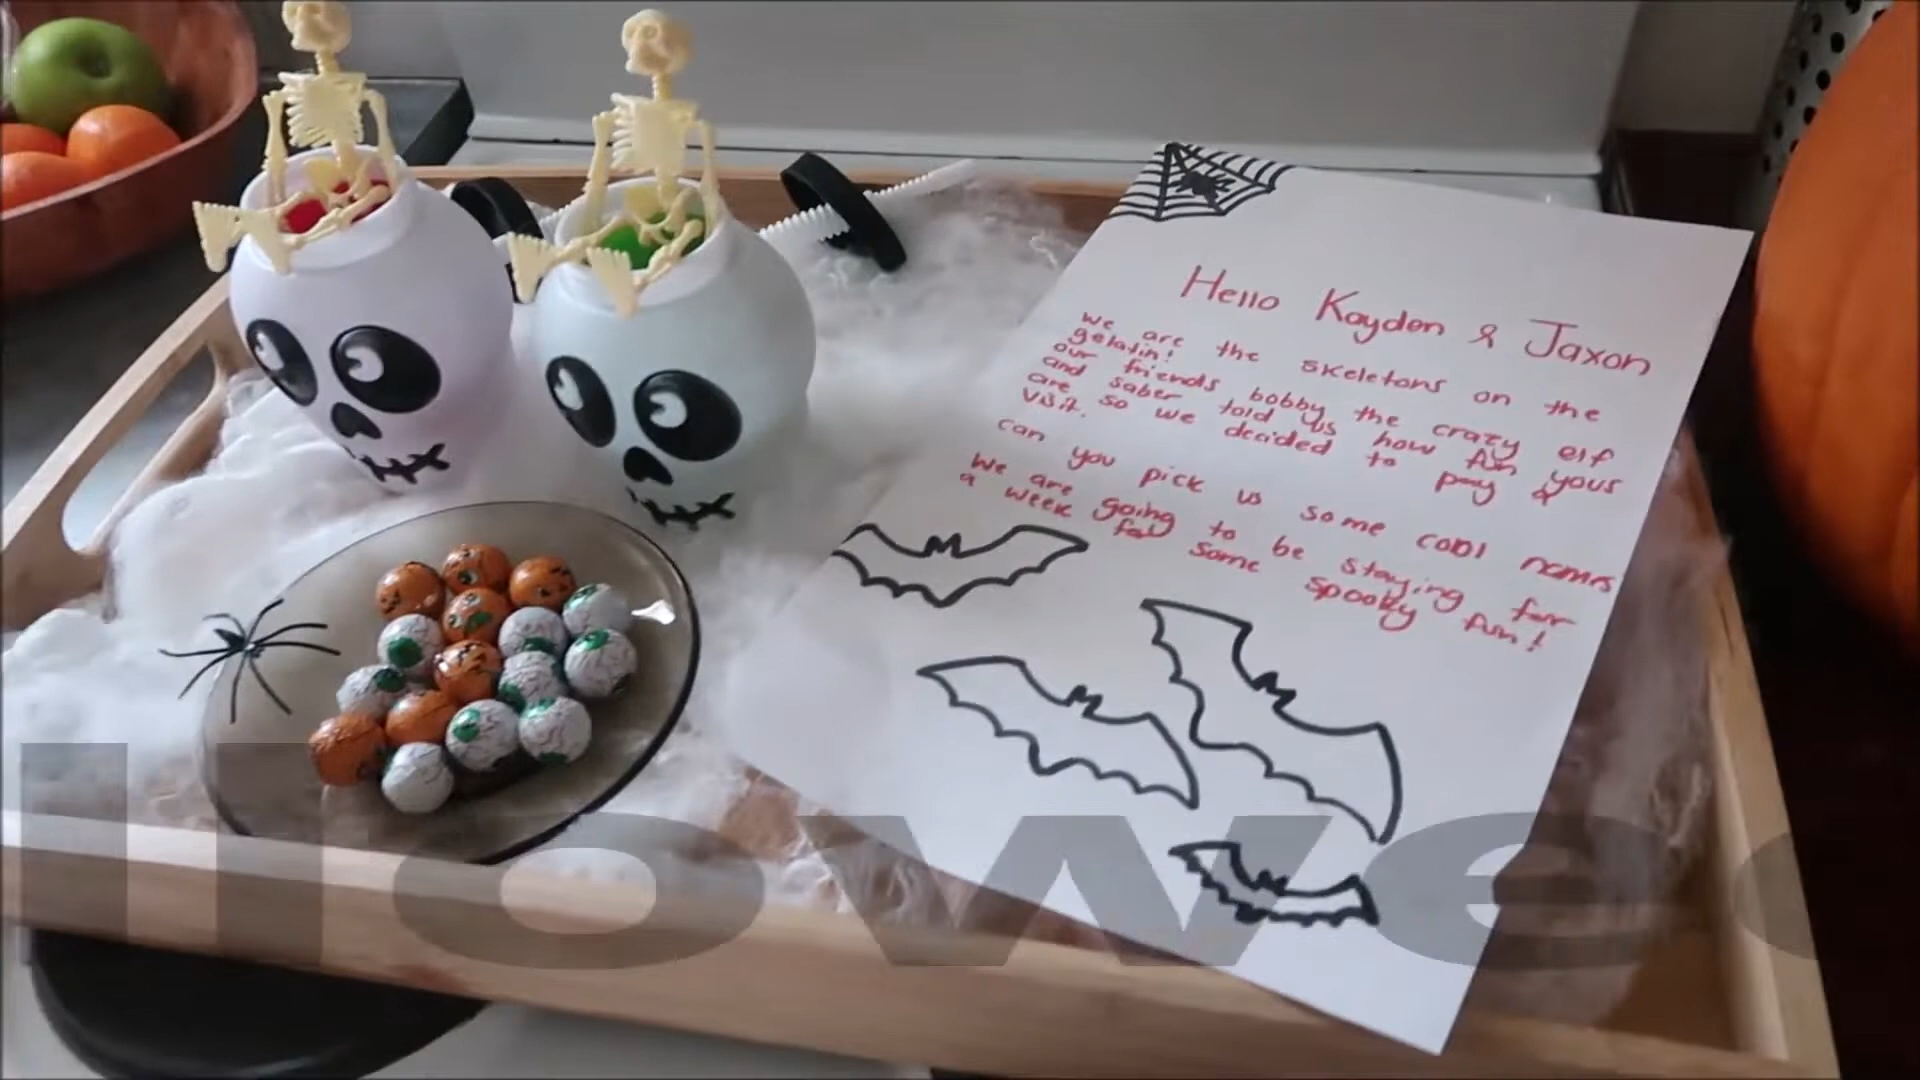 Hello Kayden & Jaxon
we are the skeletons on the
gelatin!
our friends bobby the crazy elf
and saber told us how fun yous
are so we decided to pay a
visit.
can you pick us some cool names
we are going to be staying for
a week for some spooky fun!
llowe